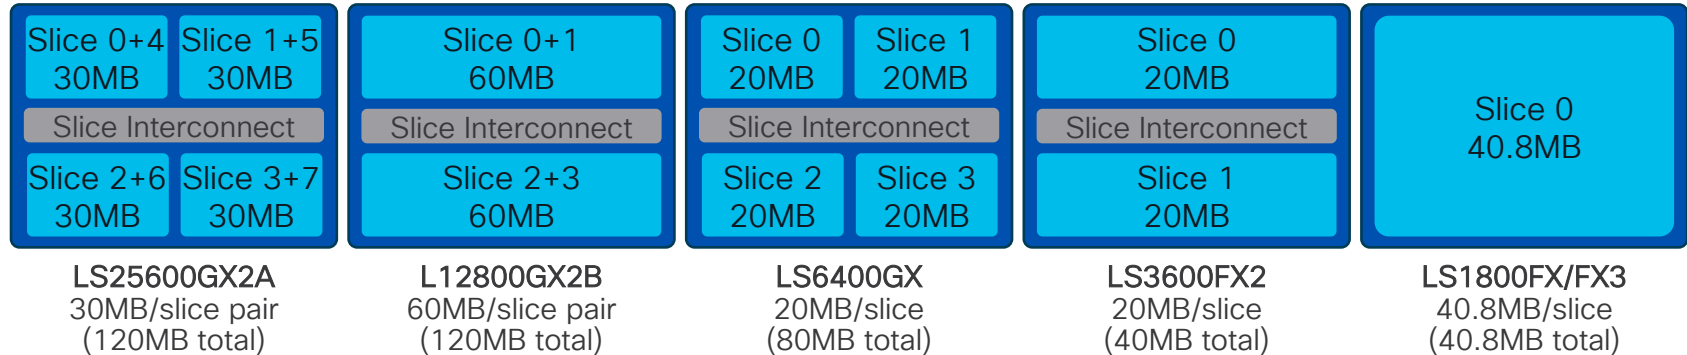 Slice 0+4
30MB
Slice 1+5
30MB
Slice Interconnect
Slice 2+6
30MB
Slice 3+7
30MB
LS25600GX2A
30MB/slice pair
(120MB total)
Slice 0+1
60MB
Slice Interconnect
Slice 2+3
60MB
L12800GX2B
60MB/slice pair
(120MB total)
Slice 0
20MB
Slice 1
20MB
Slice Interconnect
Slice 2
20MB
Slice 3
20MB
LS6400GX
20MB/slice
(80MB total)
Slice 0
20MB
Slice Interconnect
Slice 1
20MB
LS3600FX2
20MB/slice
(40MB total)
Slice 0
40.8MB
LS1800FX/FX3
40.8MB/slice
(40.8MB total)